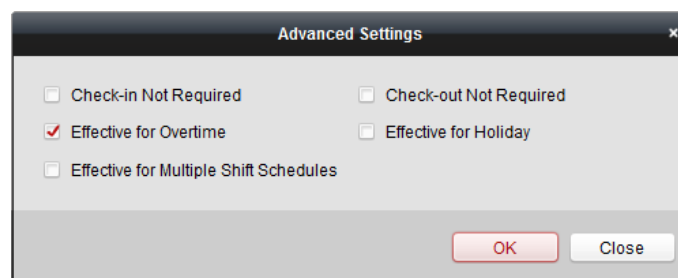 Advanced Settings ×
Check-in Not Required Check-out Not Required
Effective for Overtime Effective for Holiday
Effective for Multiple Shift Schedules
OK Close